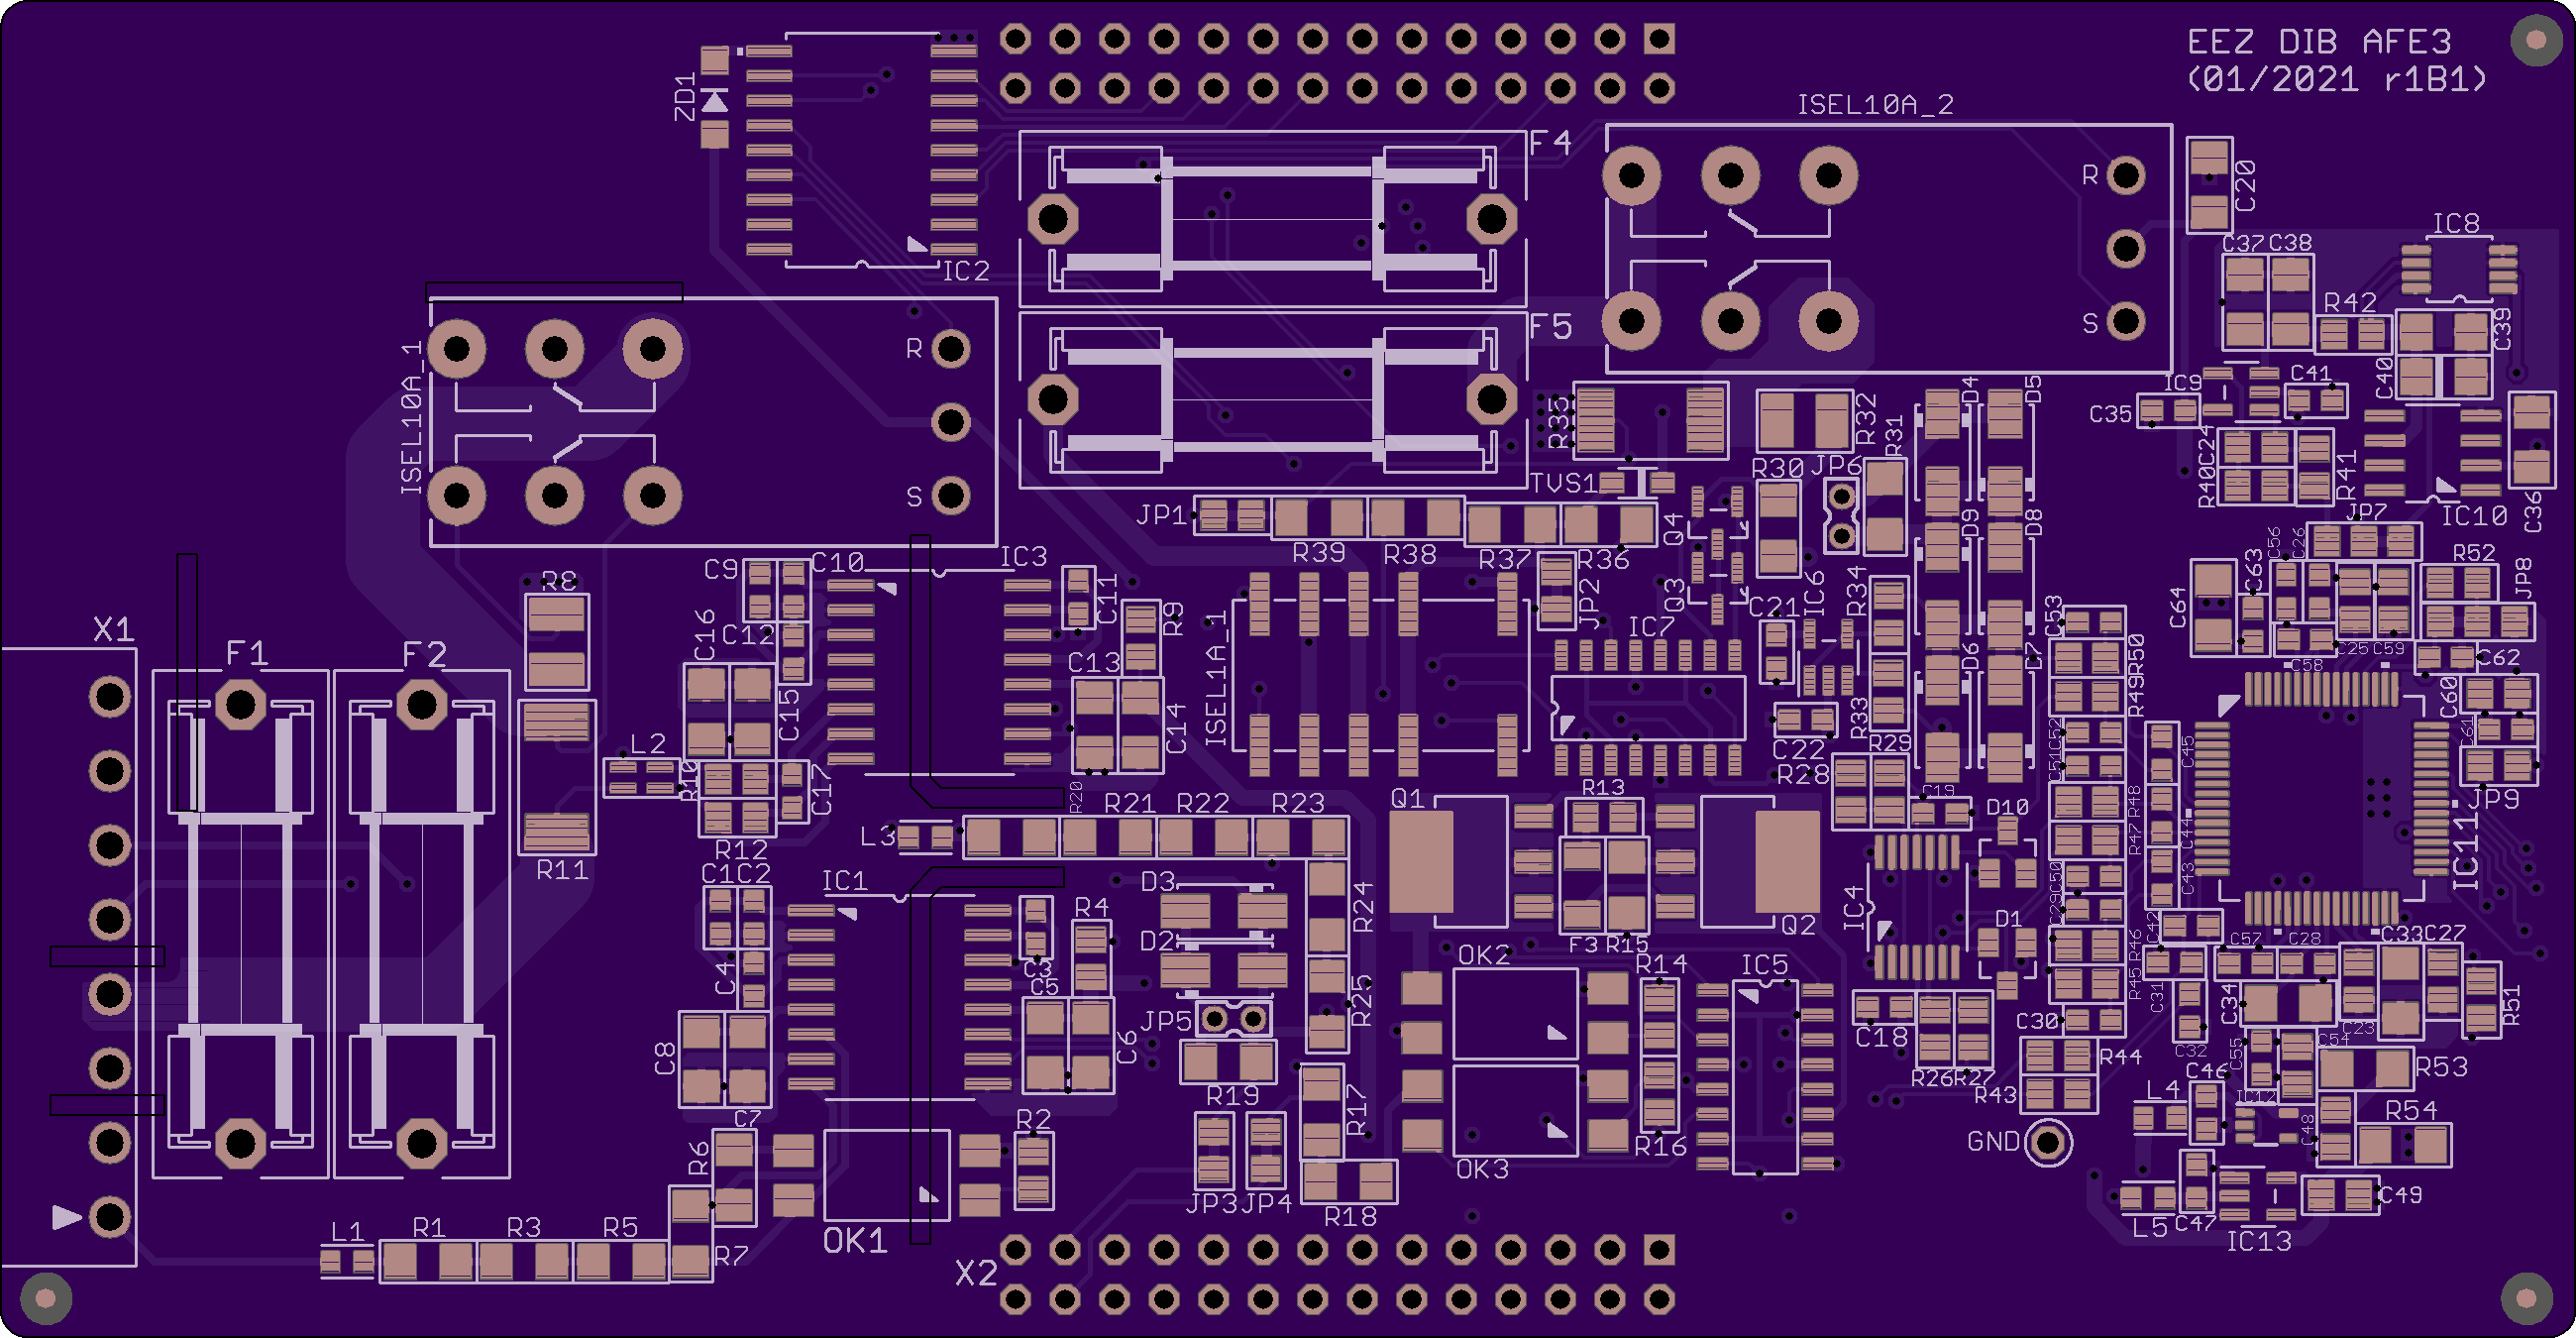 EEZ DIB AFE3
(01/2021 r1B1)
ZD1
IC2
F4
F5
ISEL10A_2
R
S
C20
C37
C38
IC8
R42
C39
C40
IC9
C41
C35
C24
R40
R41
IC10
C36
ISEL10A_1
R
S
R35
R32
R31
D4
D5
TVS1
R30
JP6
JP1
R39
R38
R37
R36
Q4
D9
D8
JP7
C56
C26
R52
JP8
C63
C64
C9
C10
IC3
C11
R9
JP2
Q3
IC6
R34
C21
IC7
C53
C25
C59
C58
C62
X1
F1
F2
R8
C16
C12
C13
C15
C14
ISEL1A_1
D6
D7
R50
R49
C60
C61
R33
C22
R29
C52
C51
C45
L2
R10
C17
R28
C19
R20
R21
R22
R23
Q1
R13
D10
R48
JP9
L3
R12
R11
R47
C44
IC11
C1
C2
IC1
D3
R24
IC4
Q2
D1
C50
C29
C43
D2
F3
R15
C42
C57
C28
C33
C27
C4
C3
R4
C5
OK2
R14
IC5
R46
R45
R25
C31
C34
R51
JP5
C6
C8
C18
C30
C23
C32
C55
C54
R53
R44
R26
R27
R43
R19
R17
C46
L4
IC12
C48
R54
C7
R2
R6
R16
GND
OK3
JP3
JP4
R18
C49
C47
L5
IC13
L1
R1
R3
R5
R7
OK1
X2